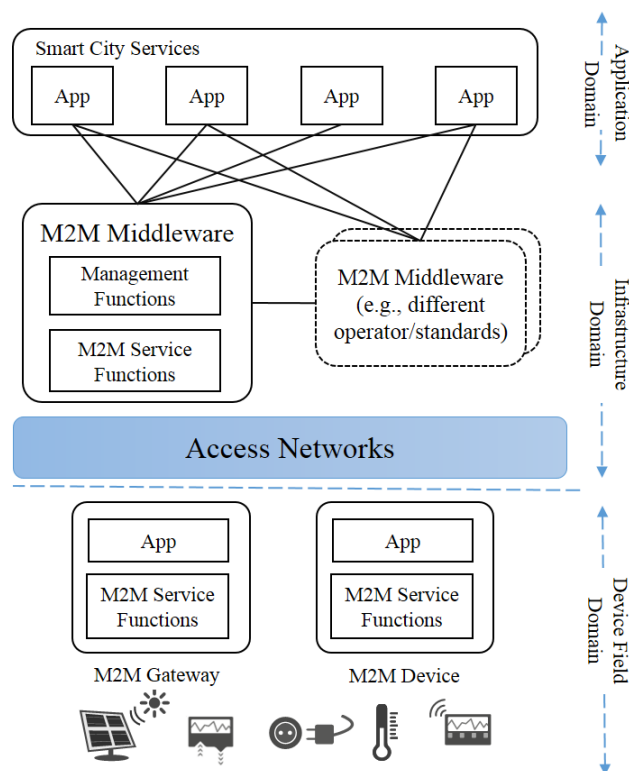 Smart City Services
App
App
App
App
Application
Domain
M2M Middleware
Management
Functions
M2M Service
Functions
M2M Middleware
(e.g., different
operator/standards)
Infrastructure
Domain
Access Networks
App
M2M Service
Functions
M2M Gateway
App
M2M Service
Functions
M2M Device
Device Field
Domain